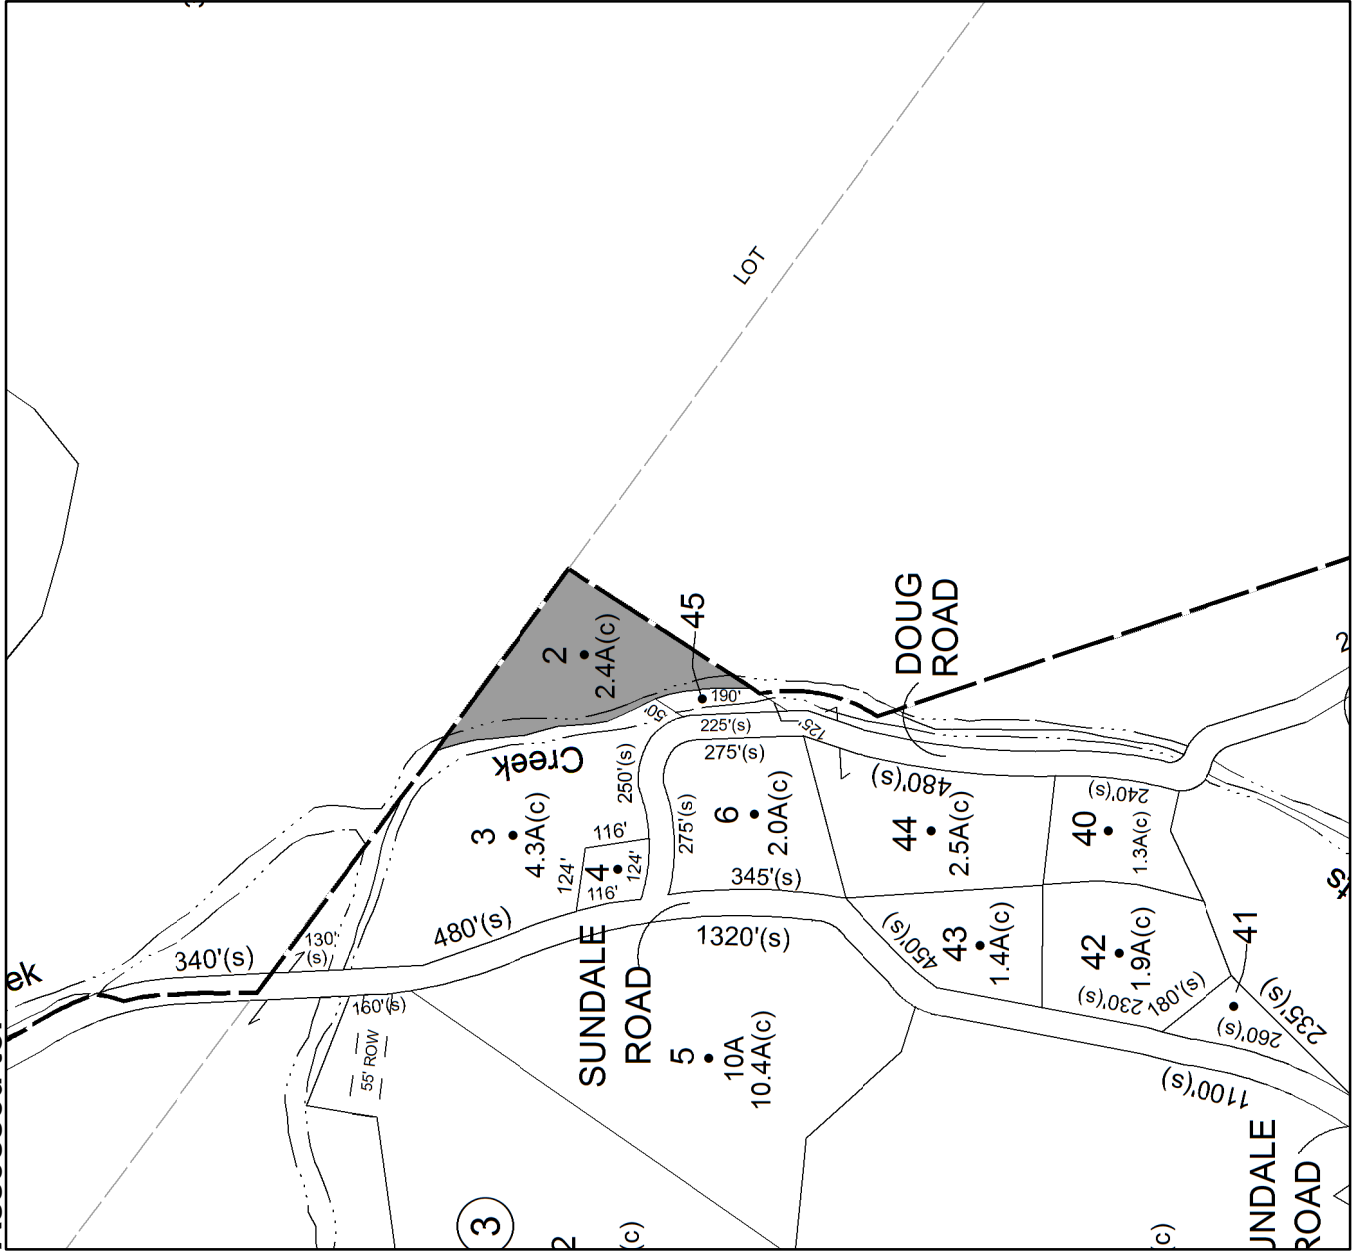 LOT
2
2.4A(c)
45
190'
50'
225'(s)
125'
275'(s)
250'(s)
275'(s)
Creek
3
4.3A(c)
116'
124'
4
124'
116'
6
2.0A(c)
345'(s)
DOUG
ROAD
480'(s)
44
2.5A(c)
40
1.3A(c)
240'(s)
480'(s)
340'(s)
130'
(s)
160'(s)
55' ROW
ek
SUNDALE
ROAD
1320'(s)
5
10A
10.4A(c)
450'(s)
43
1.4A(c)
42
1.9A(c)
230'(s)
180'(s)
41
260'(s)
235'(s)
1100'(s)
UNDALE
ROAD
3
2
(c)
(c)
2